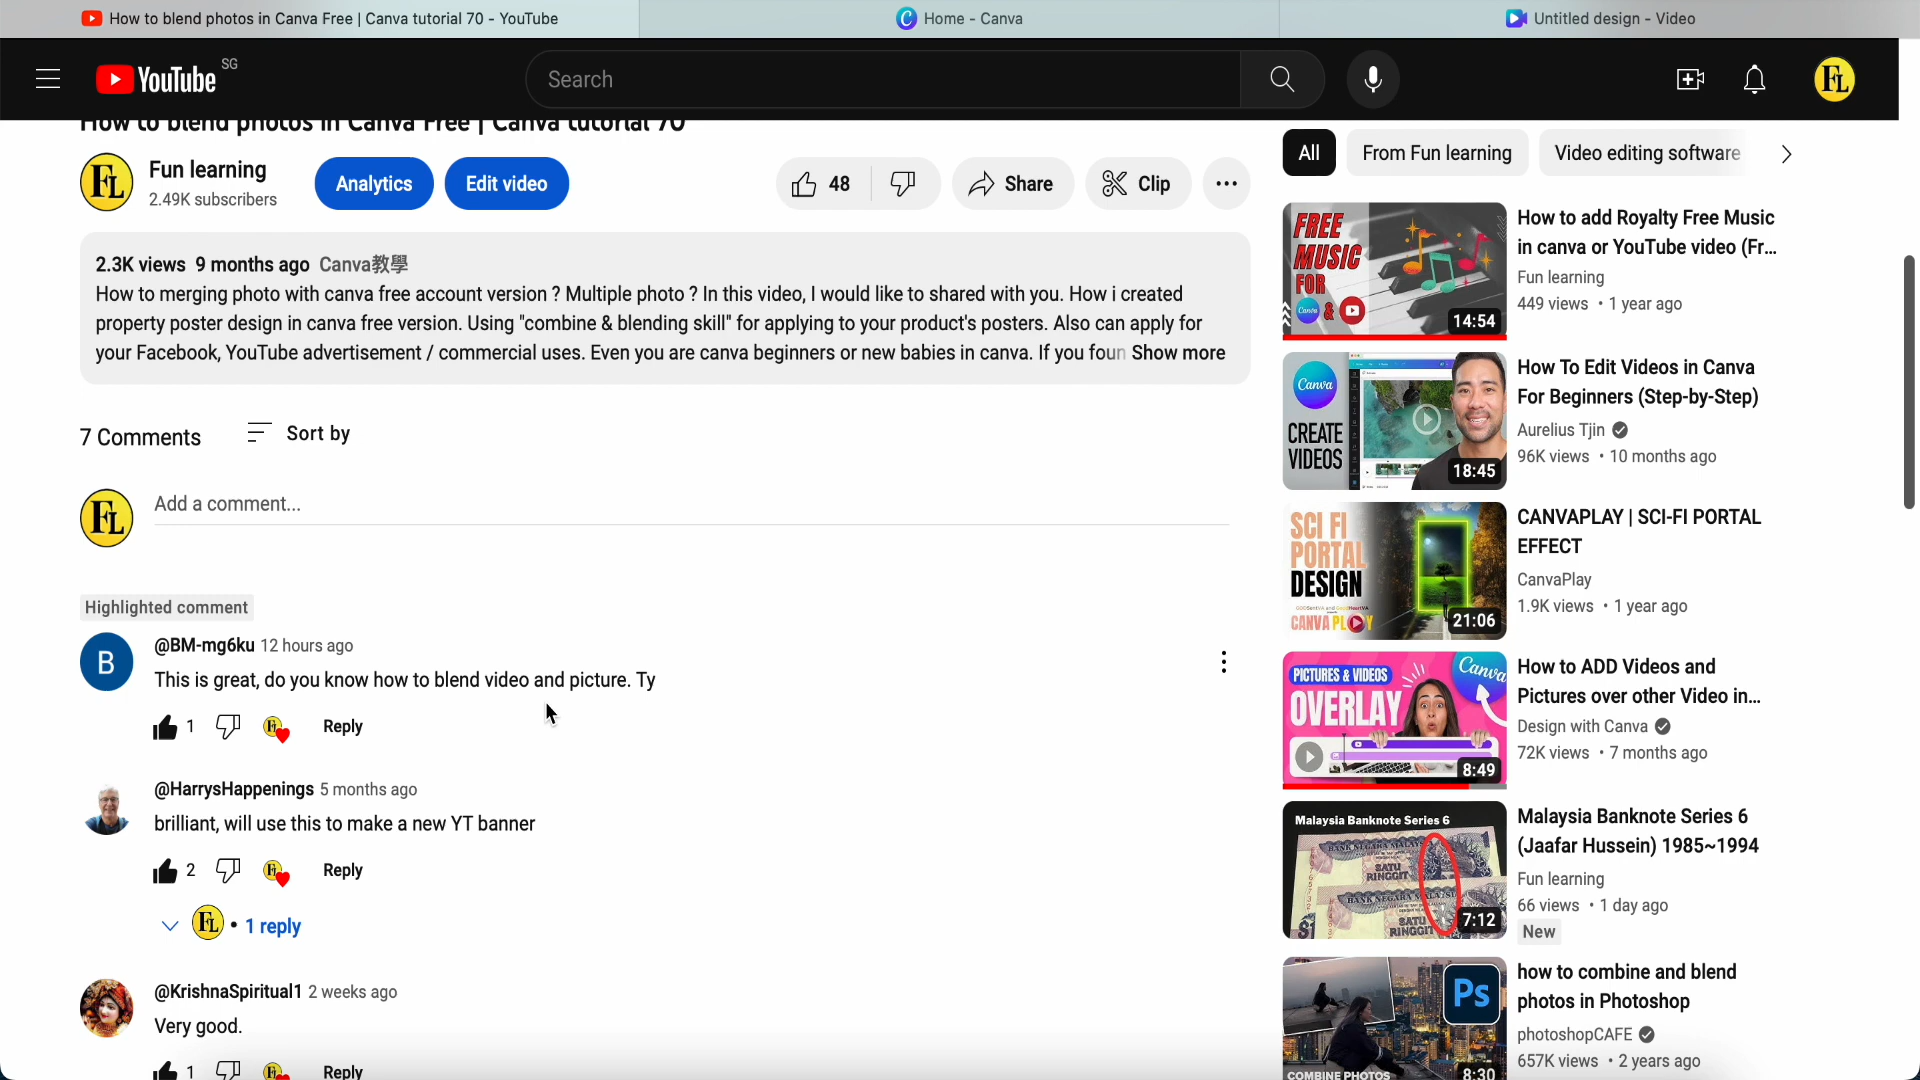 How to blend photos in Canva Free | Canva tutorial 70 - YouTube
Home - Canva
Untitled design - Video
YouTube SG
Search
FL
How to blend photos in Canva Free | Canva tutorial 70
FL
Fun learning
2.49K subscribers
Analytics
Edit video
48
Share
Clip
2.3K views 9 months ago Canva教學
How to merging photo with canva free account version ? Multiple photo ? In this video, I would like to shared with you. How i created
property poster design in canva free version. Using "combine & blending skill" for applying to your product's posters. Also can apply for
your Facebook, YouTube advertisement / commercial uses. Even you are canva beginners or new babies in canva. If you foun Show more
7 Comments
Sort by
FL
Add a comment...
Highlighted comment
B
@BM-mg6ku 12 hours ago
This is great, do you know how to blend video and picture. Ty
1
Reply
@HarrysHappenings 5 months ago
brilliant, will use this to make a new YT banner
2
Reply
FL • 1 reply
@KrishnaSpiritual1 2 weeks ago
Very good.
1
Reply
All
From Fun learning
Video editing software
FREE
MUSIC
FOR
Canva & 
14:54
How to add Royalty Free Music
in canva or YouTube video (Fr...
Fun learning
449 views • 1 year ago
Canva
CREATE
VIDEOS
18:45
How To Edit Videos in Canva
For Beginners (Step-by-Step)
Aurelius Tjin
96K views • 10 months ago
SCI FI
PORTAL
DESIGN
CANVA PLAY
21:06
CANVAPLAY | SCI-FI PORTAL
EFFECT
CanvaPlay
1.9K views • 1 year ago
PICTURES & VIDEOS
OVERLAY
Canva
8:49
How to ADD Videos and
Pictures over other Video in...
Design with Canva
72K views • 7 months ago
Malaysia Banknote Series 6
BANK NEGARA MALAYSIA
SATU
RINGGIT
BANK NEGARA MALAYSIA
SATU
RINGGIT
$1
7:12
Malaysia Banknote Series 6
(Jaafar Hussein) 1985~1994
Fun learning
66 views • 1 day ago
New
Ps
COMBINE PHOTOS
8:30
how to combine and blend
photos in Photoshop
photoshopCAFE
657K views • 2 years ago